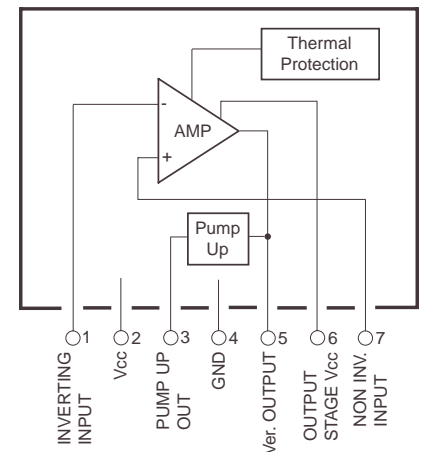 Thermal
Protection
-
AMP
+
Pump
Up
1
2
3
4
5
6
7
INVERTING
INPUT
Vcc
PUMP UP
OUT
GND
Ver. OUTPUT
OUTPUT
STAGE Vcc
NON INV.
INPUT